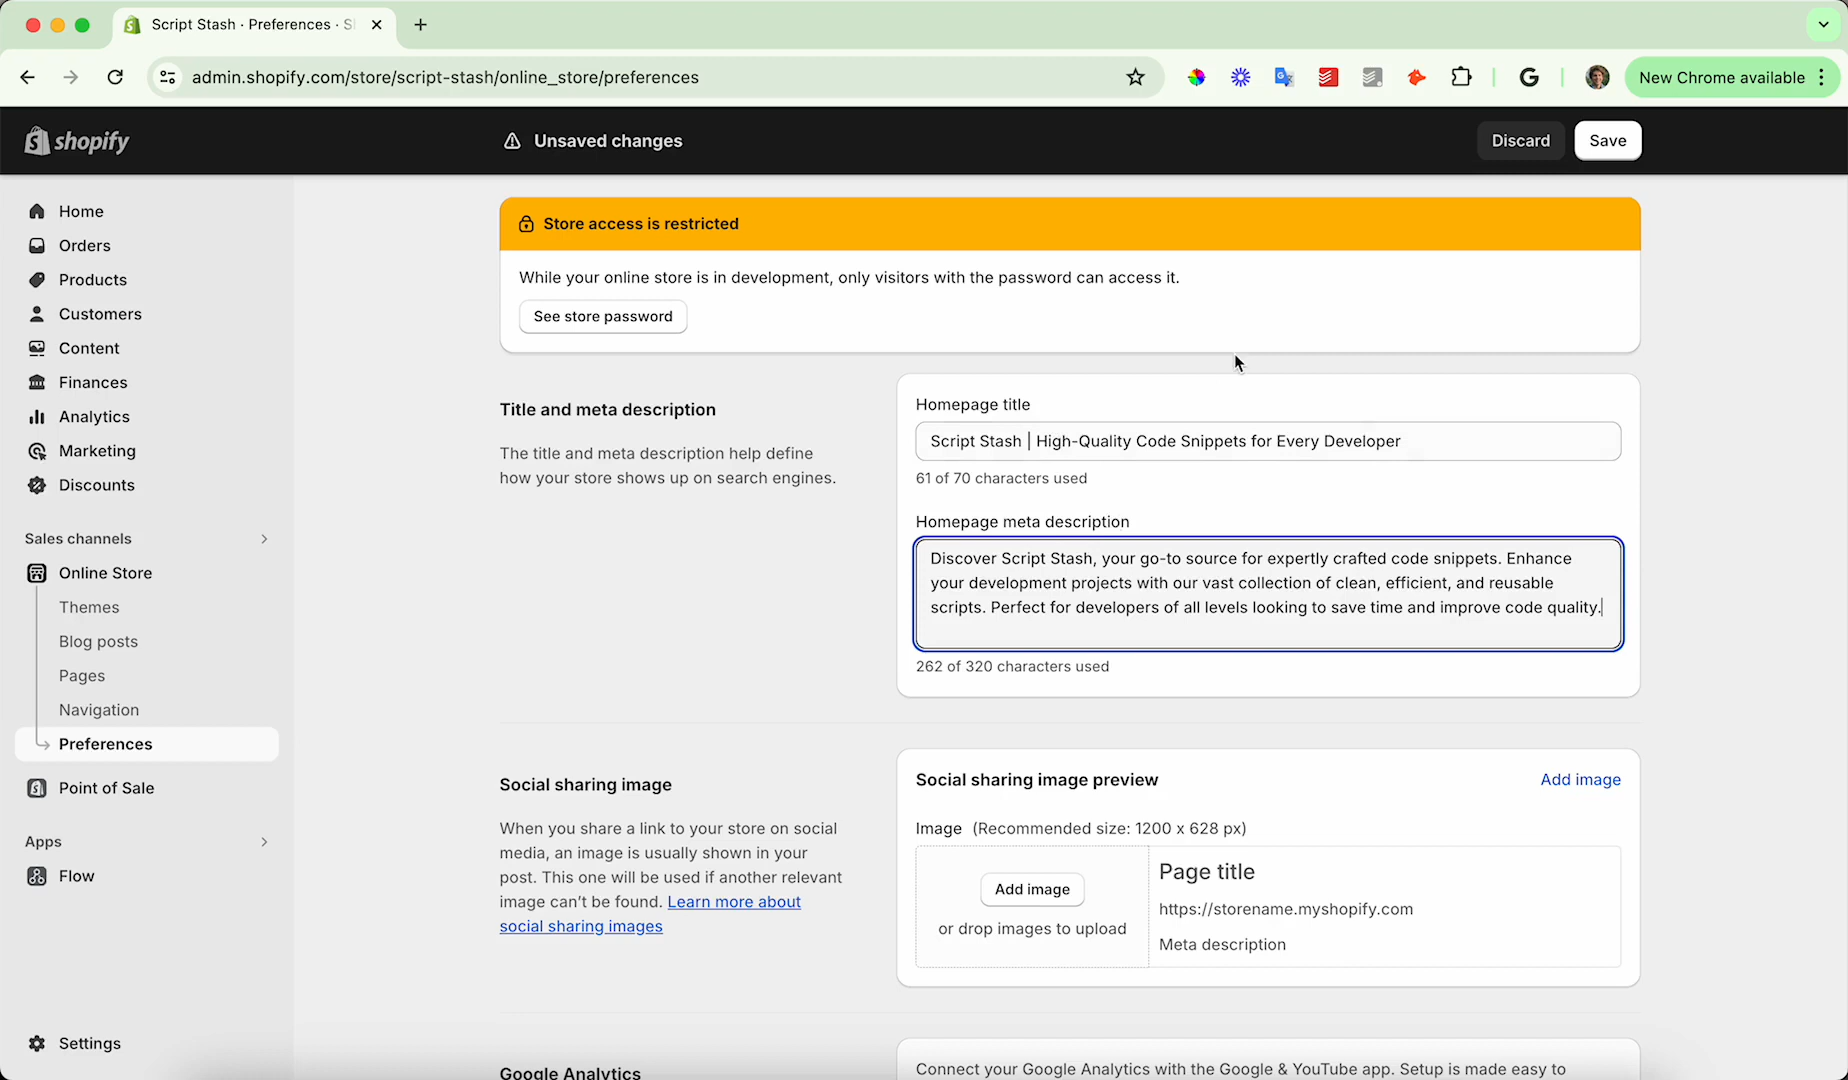 Script Stash · Preferences · S
admin.shopify.com/store/script-stash/online_store/preferences
New Chrome available
shopify
Unsaved changes
Discard
Save
Home
Orders
Products
Customers
Content
Finances
Analytics
Marketing
Discounts
Sales channels
Online Store
Themes
Blog posts
Pages
Navigation
Preferences
Point of Sale
Apps
Flow
Settings
Store access is restricted
While your online store is in development, only visitors with the password can access it.
See store password
Title and meta description
The title and meta description help define
how your store shows up on search engines.
Homepage title
Script Stash | High-Quality Code Snippets for Every Developer
61 of 70 characters used
Homepage meta description
Discover Script Stash, your go-to source for expertly crafted code snippets. Enhance
your development projects with our vast collection of clean, efficient, and reusable
scripts. Perfect for developers of all levels looking to save time and improve code quality.
262 of 320 characters used
Social sharing image
When you share a link to your store on social
media, an image is usually shown in your
post. This one will be used if another relevant
image can't be found. Learn more about
social sharing images
Social sharing image preview
Add image
Image (Recommended size: 1200 x 628 px)
Add image
or drop images to upload
Page title
https://storename.myshopify.com
Meta description
Google Analytics
Connect your Google Analytics with the Google & YouTube app. Setup is made easy to